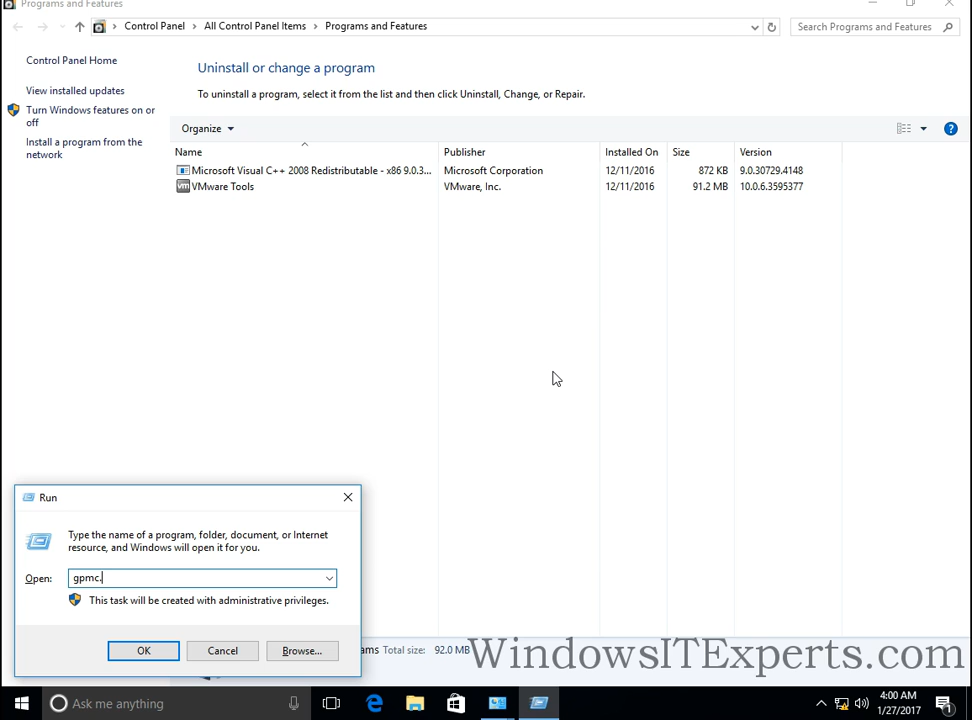 Programs and Features
Control Panel > All Control Panel Items > Programs and Features
Search Programs and Features
Control Panel Home
View installed updates
Turn Windows features on or
off
Install a program from the
network
Uninstall or change a program
To uninstall a program, select it from the list and then click Uninstall, Change, or Repair.
Organize
Name Publisher Installed On Size Version
Microsoft Visual C++ 2008 Redistributable - x86 9.0.3... Microsoft Corporation 12/11/2016 872 KB 9.0.30729.4148
VMware Tools VMware, Inc. 12/11/2016 91.2 MB 10.0.6.3595377
Run
Type the name of a program, folder, document, or Internet
resource, and Windows will open it for you.
Open: gpmc.
This task will be created with administrative privileges.
OK Cancel Browse...
ams Total size: 92.0 MB
WindowsITExperts.com
Ask me anything
4:00 AM
1/27/2017
1